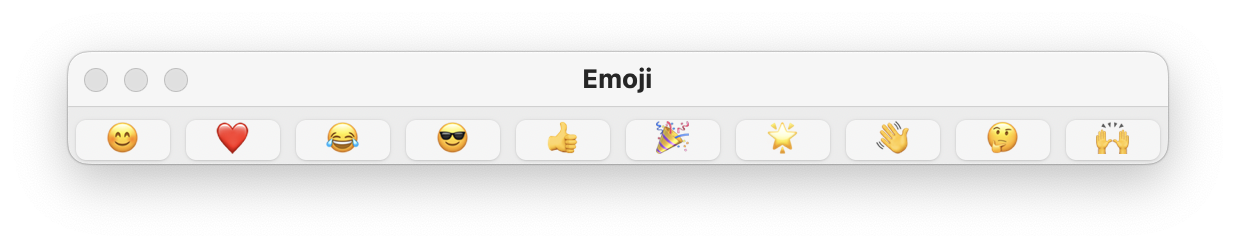 Emoji
😊 ❤️ 😂 😎 👍 🎉 🌟 👋 🤔 🙌